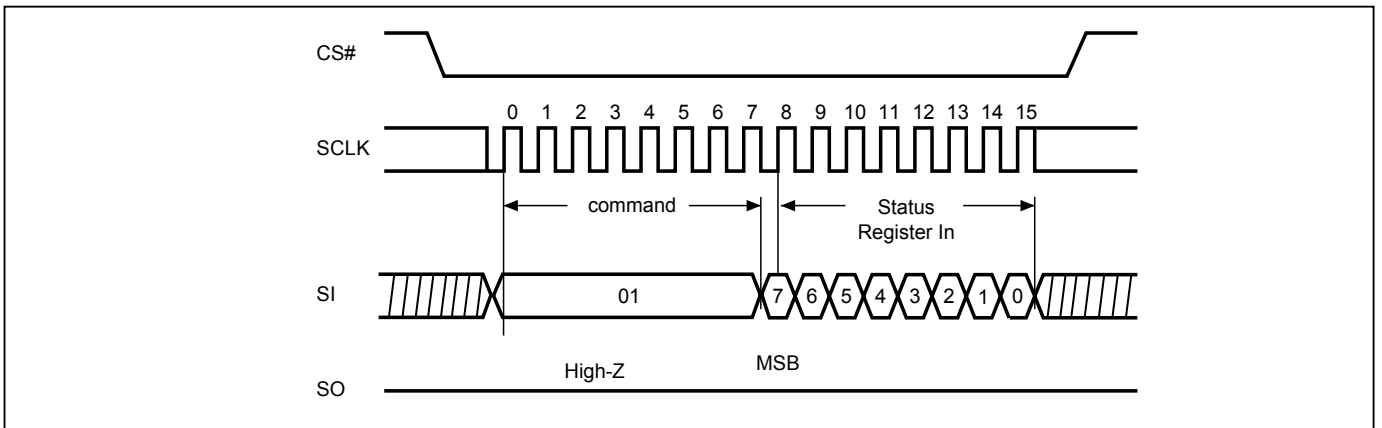 CS#
0 1 2 3 4 5 6 7 8 9 10 11 12 13 14 15
SCLK
command
Status
Register In
SI
01
7 6 5 4 3 2 1 0
High-Z
MSB
SO